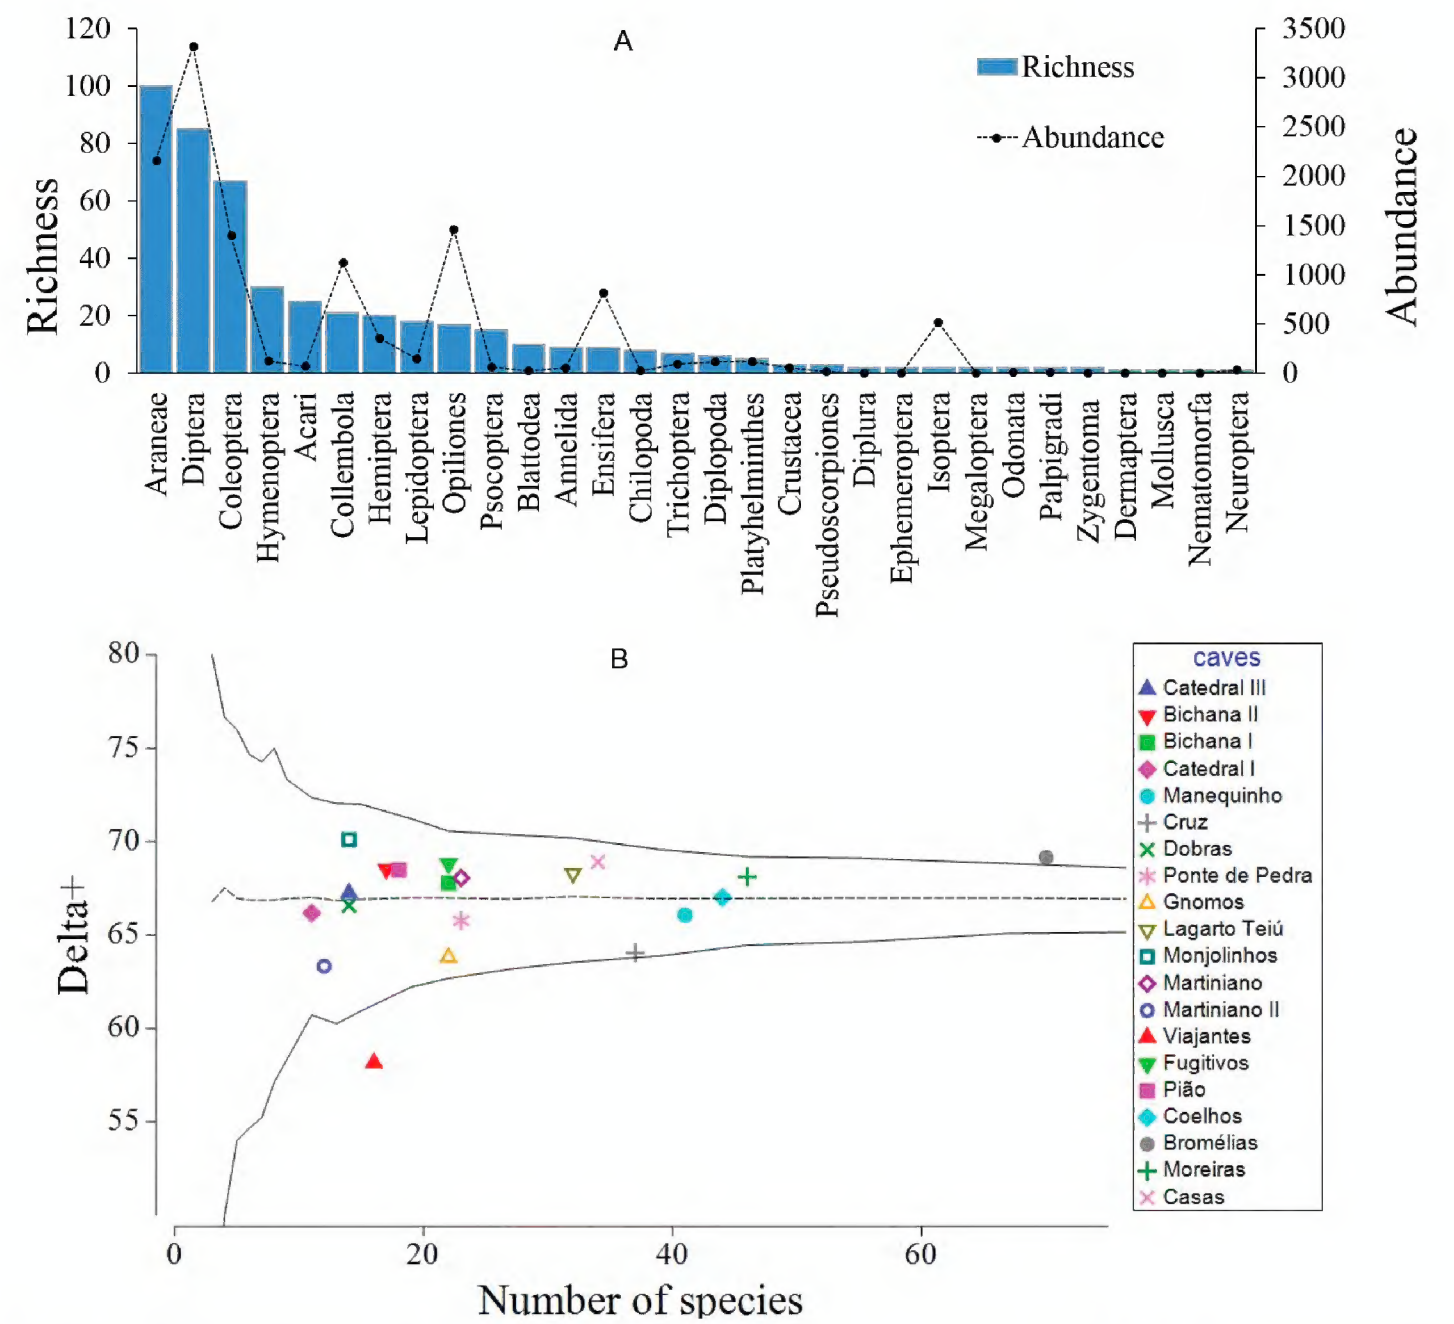 A
120
100
80
60
40
20
0
Richness
3500
3000
2500
2000
1500
1000
500
0
Abundance
Richness
Abundance
Araneae
Diptera
Coleoptera
Hymenoptera
Acari
Collembola
Hemiptera
Lepidoptera
Opiliones
Psocoptera
Blattodea
Annelida
Ensifera
Chilopoda
Trichoptera
Diplopoda
Platyhelminthes
Crustacea
Pseudoscorpiones
Diplura
Ephemeroptera
Isoptera
Megaloptera
Odonata
Palpigradi
Zygentoma
Dermaptera
Mollusca
Nematomorfa
Neuroptera
B
80
75
70
65
60
55
Delta+
0
20
40
60
Number of species
caves
Catedral III
Bichana II
Bichana I
Catedral I
Manequinho
Cruz
Dobras
Ponte de Pedra
Gnomos
Lagarto Teiú
Monjolinhos
Martiniano
Martiniano II
Viajantes
Fugitivos
Pião
Coelhos
Bromélias
Moreiras
Casas